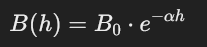 B(h) = B₀ · e^{-αh}